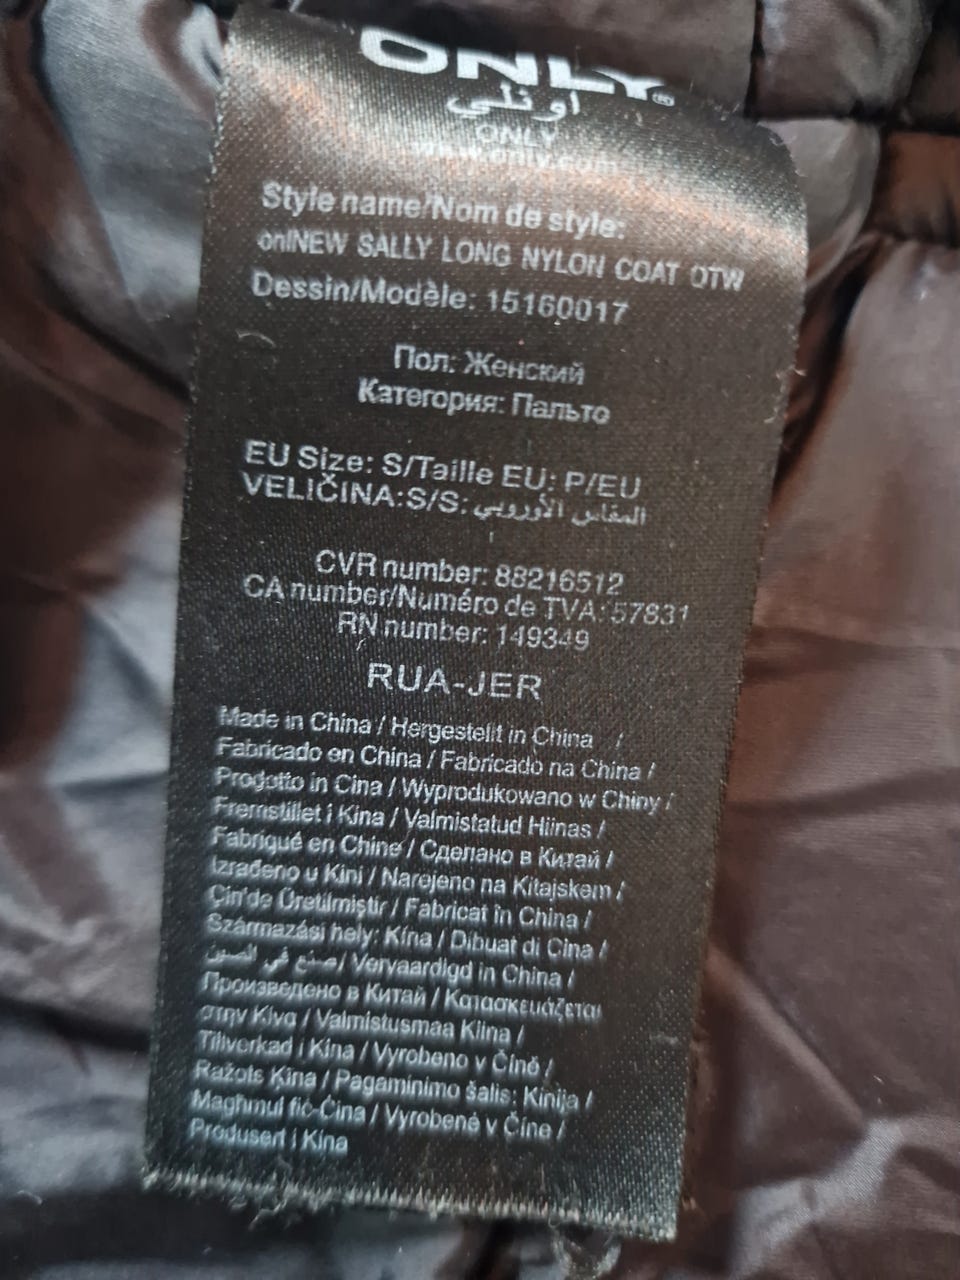 ONLY®
اونلي
ONLY
www.only.com
Style name/Nom de style:
onlNEW SALLY LONG NYLON COAT OTW
Dessin/Modèle: 15160017
Пол: Женский
Категория: Пальто
EU Size: S/Taille EU: P/EU
VELIČINA:S/S: المقاس الأوروبي
CVR number: 88216512
CA number/Numéro de TVA: 57831
RN number: 149349
RUA-JER
Made in China / Hergestellt in China /
Fabricado en China / Fabricado na China /
Prodotto in Cina / Wyprodukowano w Chiny /
Fremstillet i Kina / Valmistatud Hiinas /
Fabriqué en Chine / Сделано в Китай /
Izrađeno u Kini / Narejeno na Kitajskem /
Çin'de Üretilmiştir / Fabricat în China /
Származási hely: Kína / Dibuat di Cina /
صنع في الصين / Vervaardigd in China /
Произведено в Китай / Κατασκευάζεται
στην Κίνα / Valmistusmaa Kiina /
Tillverkad i Kina / Vyrobeno v Číně /
Ražots Ķīna / Pagaminimo šalis: Kinija /
Magħmul fiċ-Ċina / Vyrobené v Číne /
Produsert i Kina